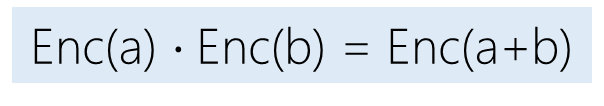 Enc(a) · Enc(b) = Enc(a+b)